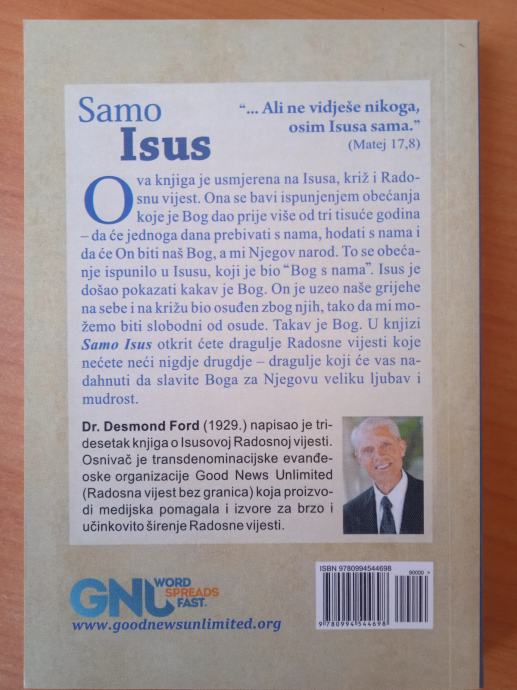 Samo
Isus
“... Ali ne vidješe nikoga,
osim Isusa sama.”
(Matej 17,8)
Ova knjiga je usmjerena na Isusa, križ i Rado-
snu vijest. Ona se bavi ispunjenjem obećanja
koje je Bog dao prije više od tri tisuće godina
– da će jednoga dana prebivati s nama, hodati s nama i
da će On biti naš Bog, a mi Njegov narod. To se obeća-
nje ispunilo u Isusu, koji je bio “Bog s nama”. Isus je
došao pokazati kakav je Bog. On je uzeo naše grijehe
na sebe i na križu bio osuđen zbog njih, tako da mi mo-
žemo biti slobodni od osude. Takav je Bog. U knjizi
Samo Isus otkrit ćete dragulje Radosne vijesti koje
nećete neći nigdje drugdje – dragulje koji će vas na-
dahnuti da slavite Boga za Njegovu veliku ljubav i
mudrost.
Dr. Desmond Ford (1929.) napisao je tri-
desetak knjiga o Isusovoj Radosnoj vijesti.
Osnivač je transdenominacijske evanđe-
oske organizacije Good News Unlimited
(Radosna vijest bez granica) koja proizvo-
di medijska pomagala i izvore za brzo i
učinkovito širenje Radosne vijesti.
GNU WORD
SPREADS
FAST.
www.goodnewsunlimited.org
ISBN 9780994544698
90000 >
9 780994 544698